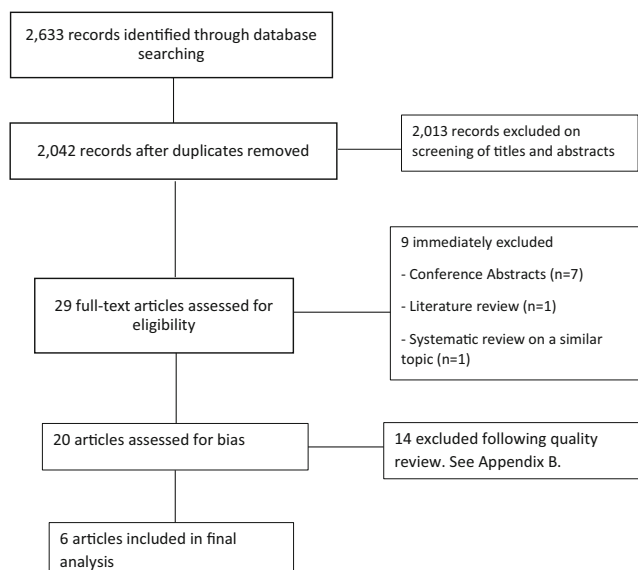 2,633 records identified through database
searching
2,042 records after duplicates removed
2,013 records excluded on
screening of titles and abstracts
29 full-text articles assessed for
eligibility
9 immediately excluded
- Conference Abstracts (n=7)
- Literature review (n=1)
- Systematic review on a similar
topic (n=1)
20 articles assessed for bias
14 excluded following quality
review. See Appendix B.
6 articles included in final
analysis